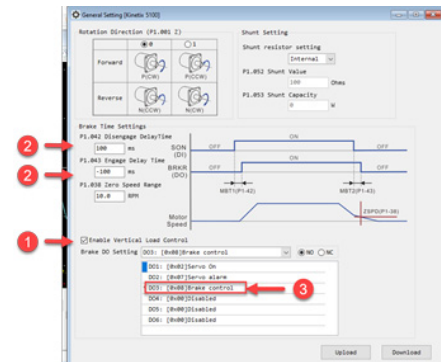 General Setting [Kinetix 5100]
Rotation Direction (P1.001 Z)
0
1
Forward
P(CCW)
P(CW)
Reverse
N(CW)
N(CCW)
Shunt Setting
Shunt resistor setting
Internal
P1.052 Shunt Value
100 Ohms
P1.053 Shunt Capacity
0 W
Brake Time Settings
P1.042 Disengage DelayTime
2
100 ms
P1.043 Engage Delay Time
2
-100 ms
P1.038 Zero Speed Range
10.0 RPM
SON
(DI)
OFF
ON
OFF
BRKR
(DO)
OFF
ON
OFF
MBT1(P1-42)
MBT2(P1-43)
Motor
Speed
ZSPD(P1-38)
1
Enable Vertical Load Control
Brake DO Setting DO3: [0x08]Brake control
NO
NC
DO1: [0x02]Servo On
DO2: [0x07]Servo alarm
DO3: [0x08]Brake control
3
DO4: [0x00]Disabled
DO5: [0x00]Disabled
DO6: [0x00]Disabled
Upload
Download